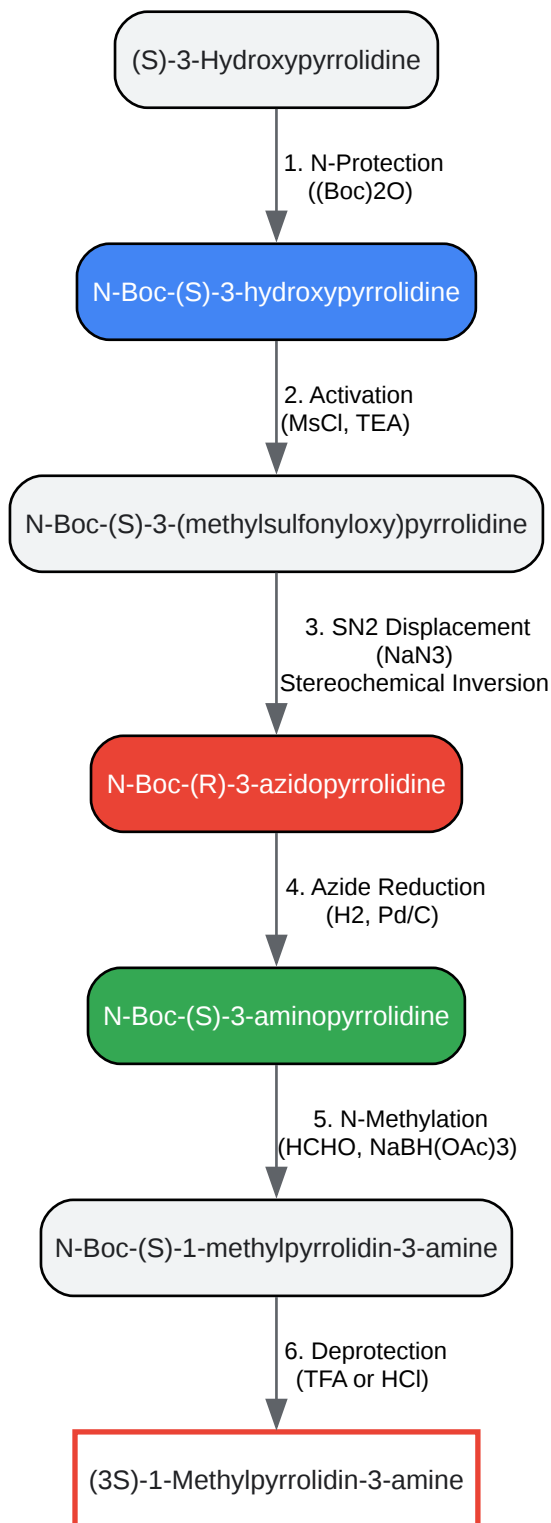 (S)-3-Hydroxypyrrolidine
1. N-Protection
((Boc)2O)
N-Boc-(S)-3-hydroxypyrrolidine
2. Activation
(MsCl, TEA)
N-Boc-(S)-3-(methylsulfonyloxy)pyrrolidine
3. SN2 Displacement
(NaN3)
Stereochemical Inversion
N-Boc-(R)-3-azidopyrrolidine
4. Azide Reduction
(H2, Pd/C)
N-Boc-(S)-3-aminopyrrolidine
5. N-Methylation
(HCHO, NaBH(OAc)3)
N-Boc-(S)-1-methylpyrrolidin-3-amine
6. Deprotection
(TFA or HCl)
(3S)-1-Methylpyrrolidin-3-amine